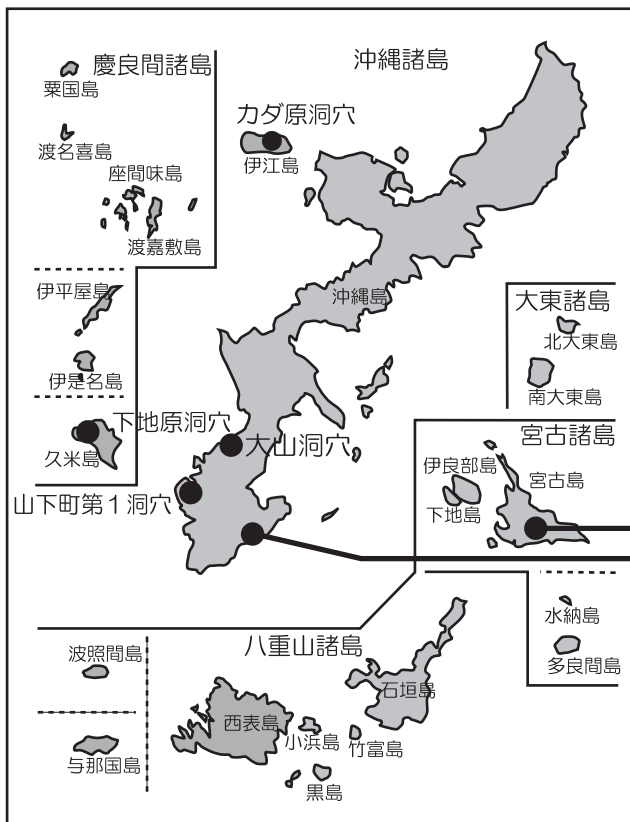 慶良間諸島
粟国島
渡名喜島
座間味島
渡嘉敷島
伊平屋島
伊是名島
久米島
沖縄諸島
カダ原洞穴
伊江島
沖縄島
下地原洞穴
大山洞穴
山下町第1洞穴
大東諸島
北大東島
南大東島
宮古諸島
伊良部島
宮古島
下地島
水納島
多良間島
八重山諸島
波照間島
与那国島
石垣島
西表島
小浜島
竹富島
黒島